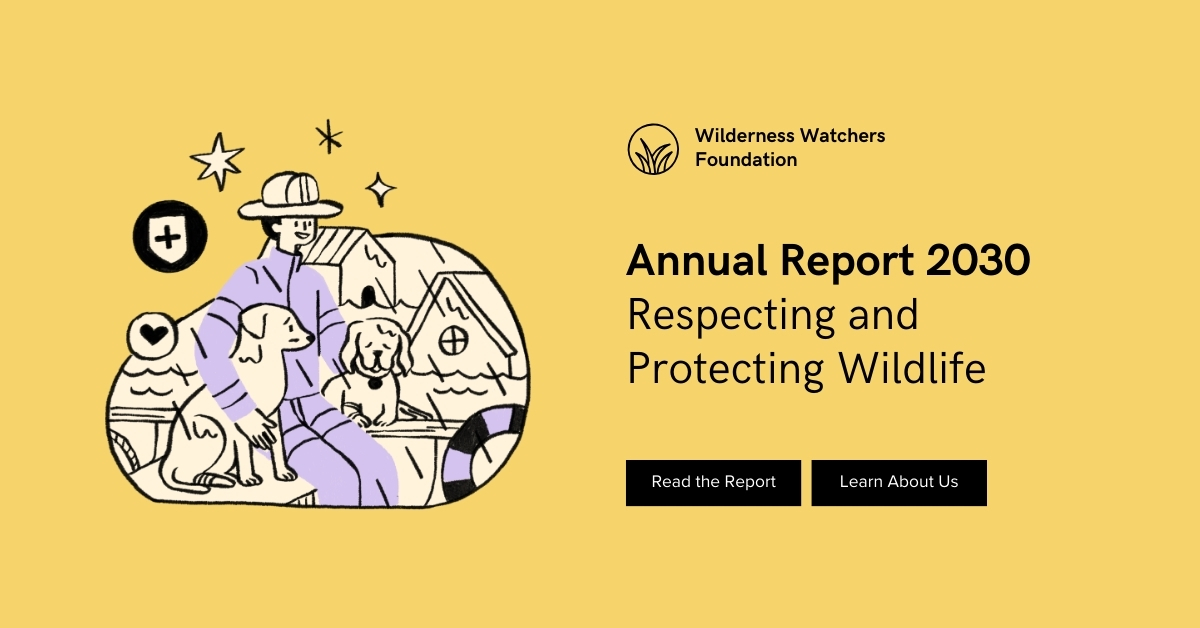 Wilderness Watchers
Foundation
Annual Report 2030
Respecting and
Protecting Wildlife
Read the Report
Learn About Us